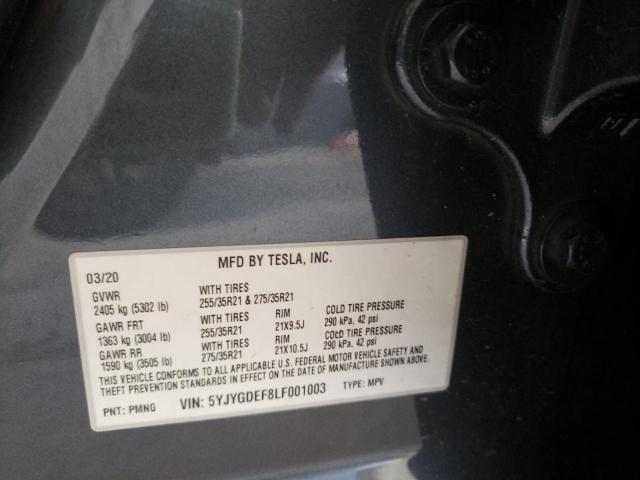 MFD BY TESLA, INC.
03/20
GVWR WITH TIRES
2405 kg (5302 lb) 255/35R21 & 275/35R21
GAWR FRT WITH TIRES RIM COLD TIRE PRESSURE
1363 kg (3004 lb) 255/35R21 21X9.5J 290 kPa, 42 psi
GAWR RR WITH TIRES RIM COLD TIRE PRESSURE
1590 kg (3505 lb) 275/35R21 21X10.5J 290 kPa, 42 psi
THIS VEHICLE CONFORMS TO ALL APPLICABLE U.S. FEDERAL MOTOR VEHICLE SAFETY AND
THEFT PREVENTION STANDARDS IN EFFECT ON THE DATE OF MANUFACTURE SHOWN ABOVE.
PNT: PMNG VIN: 5YJYGDEF8LF001003 TYPE: MPV